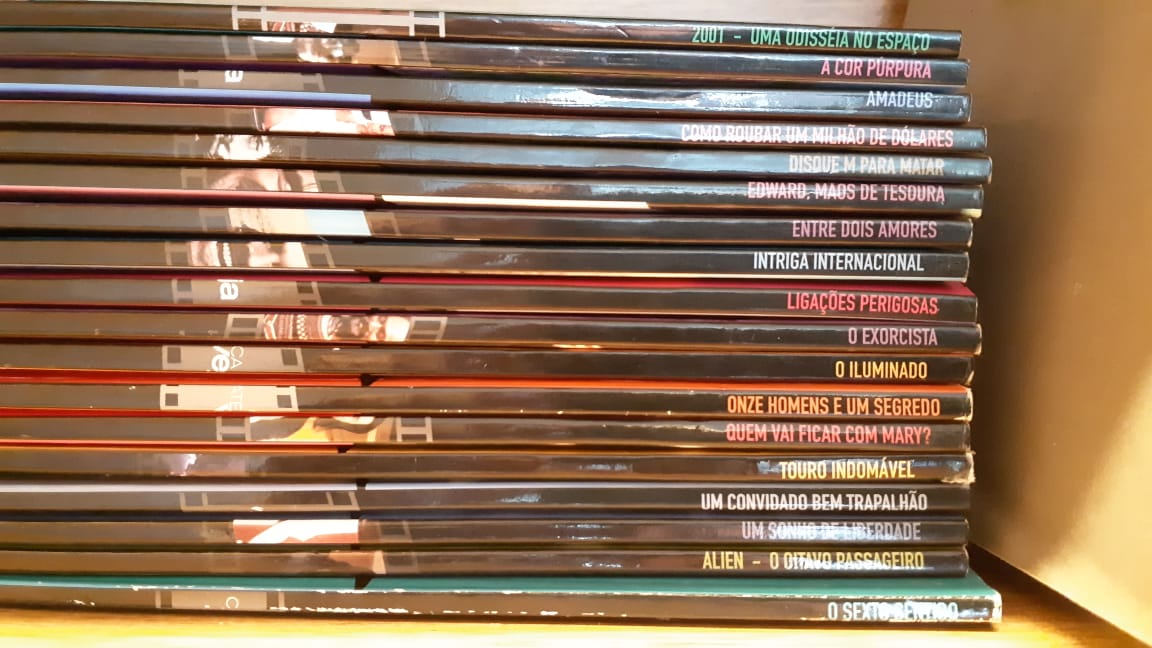 2001 - UMA ODISSÉIA NO ESPAÇO
A COR PÚRPURA
AMADEUS
COMO ROUBAR UM MILHÃO DE DÓLARES
DISQUE M PARA MATAR
EDWARD, MÃOS DE TESOURA
ENTRE DOIS AMORES
INTRIGA INTERNACIONAL
LIGAÇÕES PERIGOSAS
O EXORCISTA
O ILUMINADO
ONZE HOMENS E UM SEGREDO
QUEM VAI FICAR COM MARY?
TOURO INDOMÁVEL
UM CONVIDADO BEM TRAPALHÃO
UM SONHO DE LIBERDADE
ALIEN - O OITAVO PASSAGEIRO
O SEXTO SENTIDO